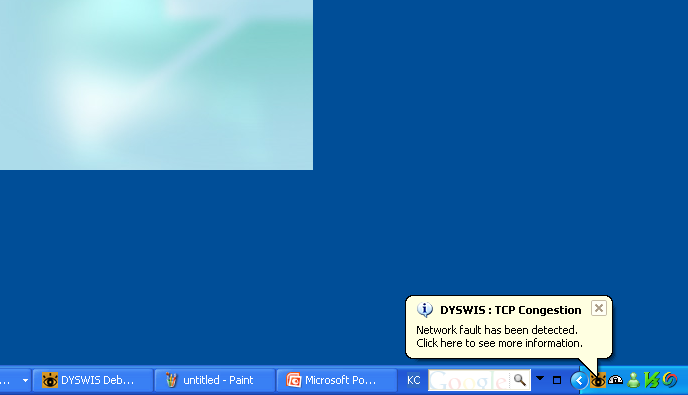 DYSWIS : TCP Congestion
Network fault has been detected.
Click here to see more information.
...
DYSWIS Deb...
untitled - Paint
Microsoft Po...
KC
Google